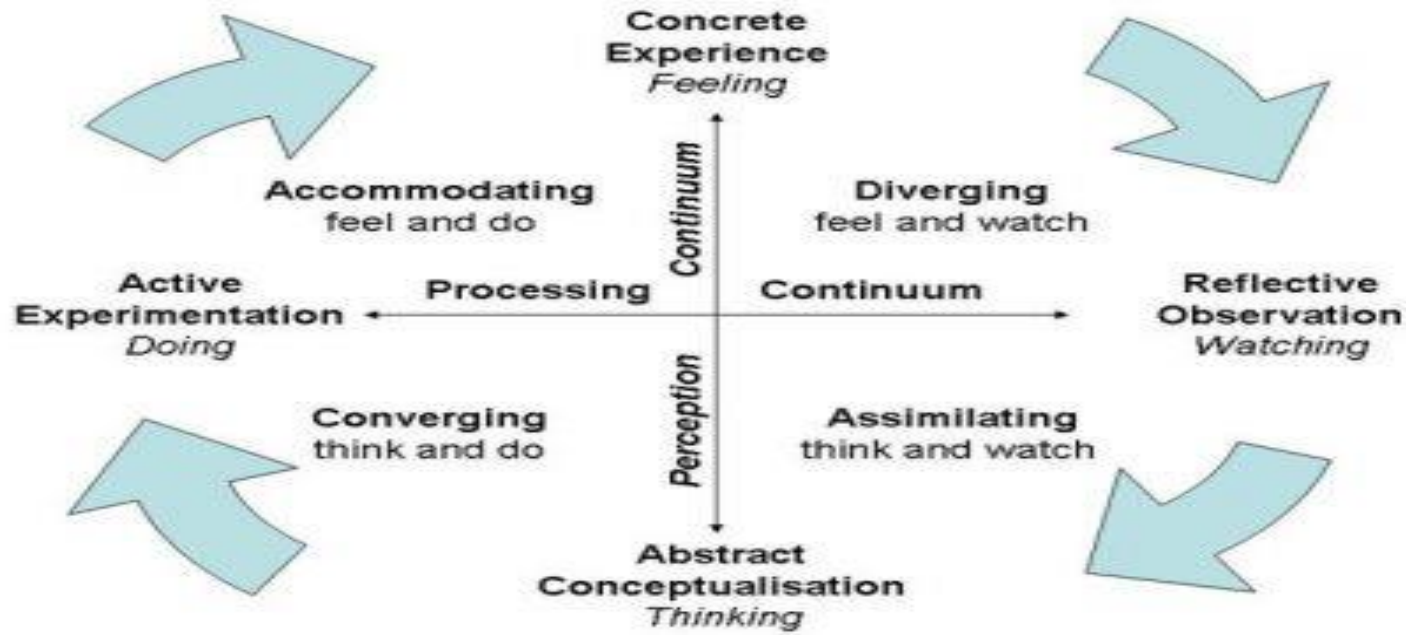 Concrete
Experience
Feeling
Accommodating
feel and do
Diverging
feel and watch
Continuum
Active
Experimentation
Doing
Processing
Continuum
Reflective
Observation
Watching
Perception
Converging
think and do
Assimilating
think and watch
Abstract
Conceptualisation
Thinking